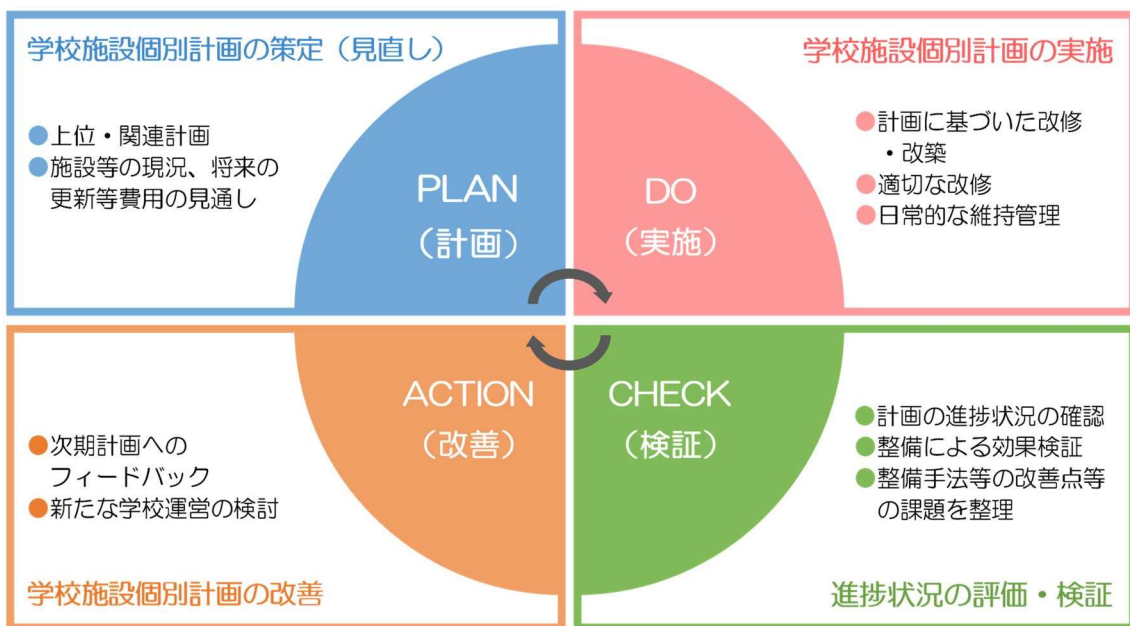 学校施設個別計画の策定（見直し）
●上位・関連計画
●施設等の現況、将来の
更新等費用の見通し
PLAN
（計画）
学校施設個別計画の実施
●計画に基づいた改修
・改築
●適切な改修
●日常的な維持管理
DO
（実施）
ACTION
（改善）
●次期計画への
フィードバック
●新たな学校運営の検討
学校施設個別計画の改善
CHECK
（検証）
●計画の進捗状況の確認
●整備による効果検証
●整備手法等の改善点等
の課題を整理
進捗状況の評価・検証